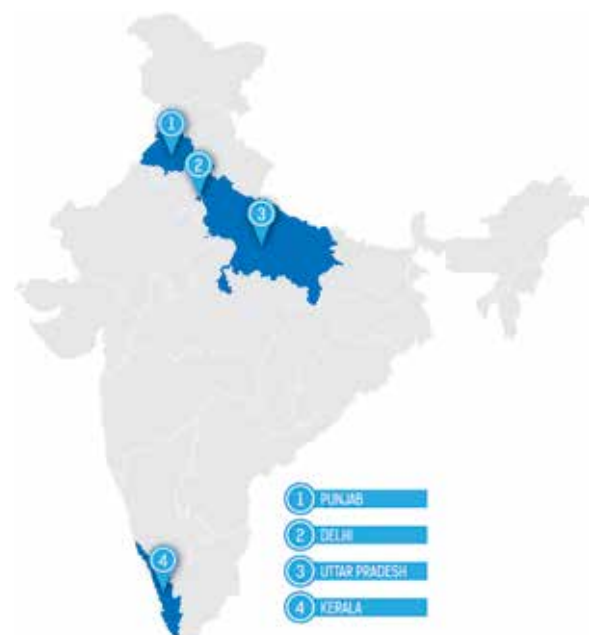 1
2
3
4
1 PUNJAB
2 DELHI
3 UTTAR PRADESH
4 KERALA